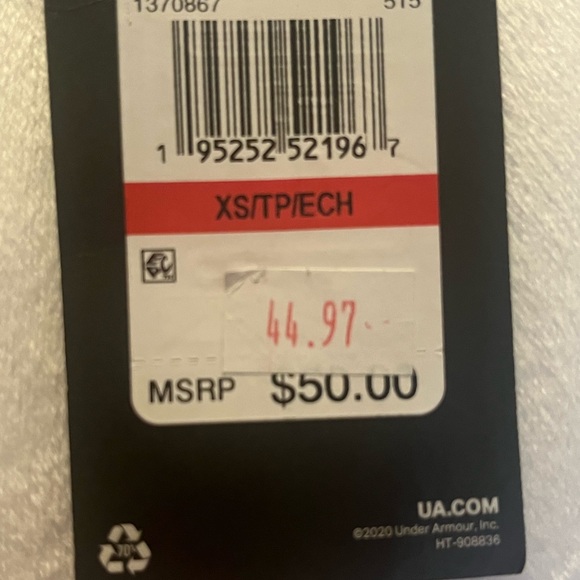 1370867 515
1 95252 52196 7
XS/TP/ECH
44.97
MSRP $50.00
70%
UA.COM
©2020 Under Armour, Inc.
HT-908836